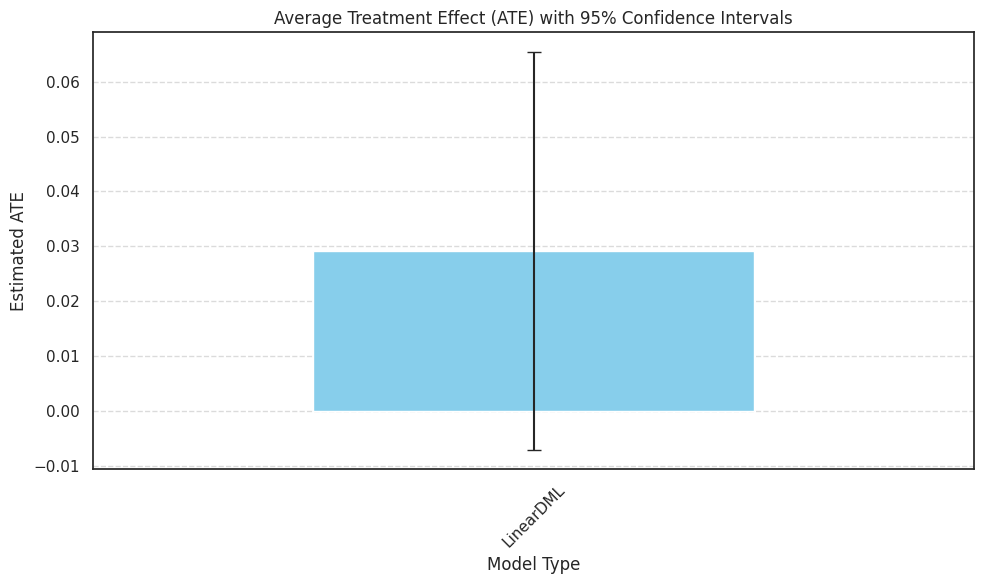 Average Treatment Effect (ATE) with 95% Confidence Intervals
Estimated ATE
0.06
0.05
0.04
0.03
0.02
0.01
0.00
−0.01
LinearDML
Model Type